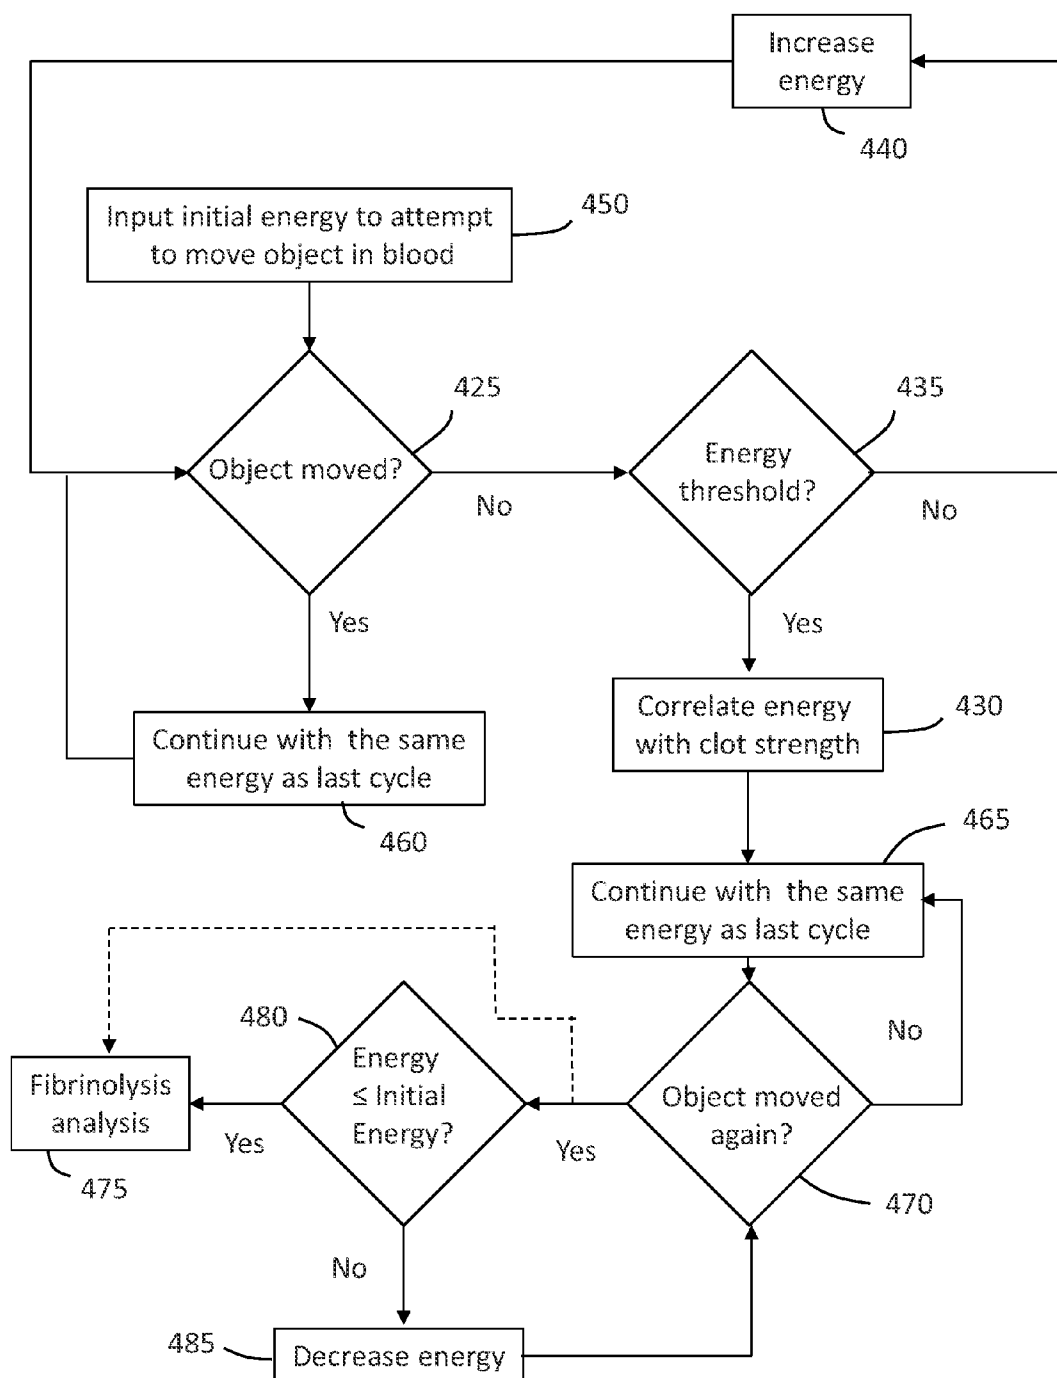 Increase
energy
440
Input initial energy to attempt
to move object in blood
450
425
435
Object moved?
No
Energy
threshold?
No
Yes
Yes
Correlate energy
with clot strength
430
Continue with the same
energy as last cycle
460
465
Continue with the same
energy as last cycle
480
Energy
≤ Initial
Energy?
No
Fibrinolysis
analysis
Object moved
again?
Yes
Yes
475
470
No
485
Decrease energy